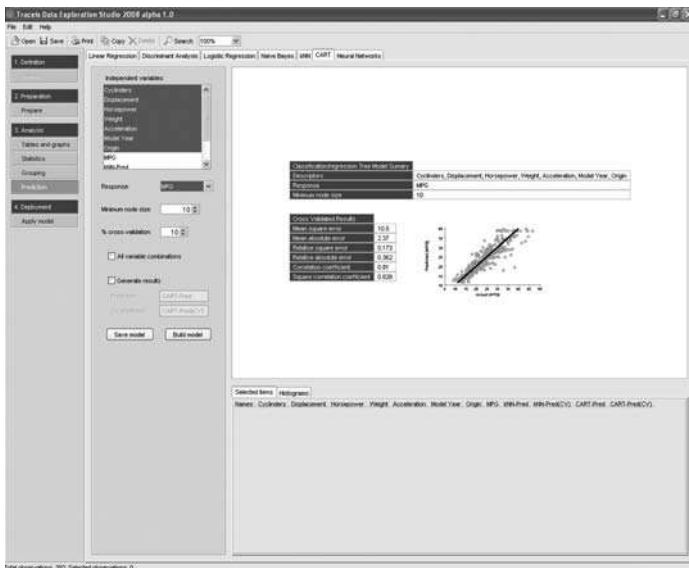 Traceis Data Exploration Studio 2008 alpha 1.0
File Edit Help
Open Save Print Copy Delete Search 100%
Linear Regression Discriminant Analysis Logistic Regression Naive Bayes kNN CART Neural Networks
1. Definition
2. Preparation
Prepare
3. Analysis
Tables and graphs
Statistics
Grouping
Prediction
4. Deployment
Apply model
Independent variables
Cyclinders
Displacement
Horsepower
Weight
Acceleration
Model Year
Origin
MPG
kNN-Pred
Response: MPG
Minimum node size: 10
% cross-validation: 10
All variable combinations
Generate results
CART-Pred
CART-Pred(CV)
Save model Build model
Classification/regression Tree Model Sumary
Descriptors Cyclinders, Displacement, Horsepower, Weight, Acceleration, Model Year, Origin
Response MPG
Minimum node size 10
Cross Validated Results
Mean square error 10.5
Mean absolute error 2.37
Relative square error 0.173
Relative absolute error 0.362
Correlation coefficient 0.91
Square correlation coefficient 0.828
Selected Items Histograms
Names Cyclinders Displacement Horsepower Weight Acceleration Model Year Origin MPG kNN-Pred kNN-Pred(CV) CART-Pred CART-Pred(CV)